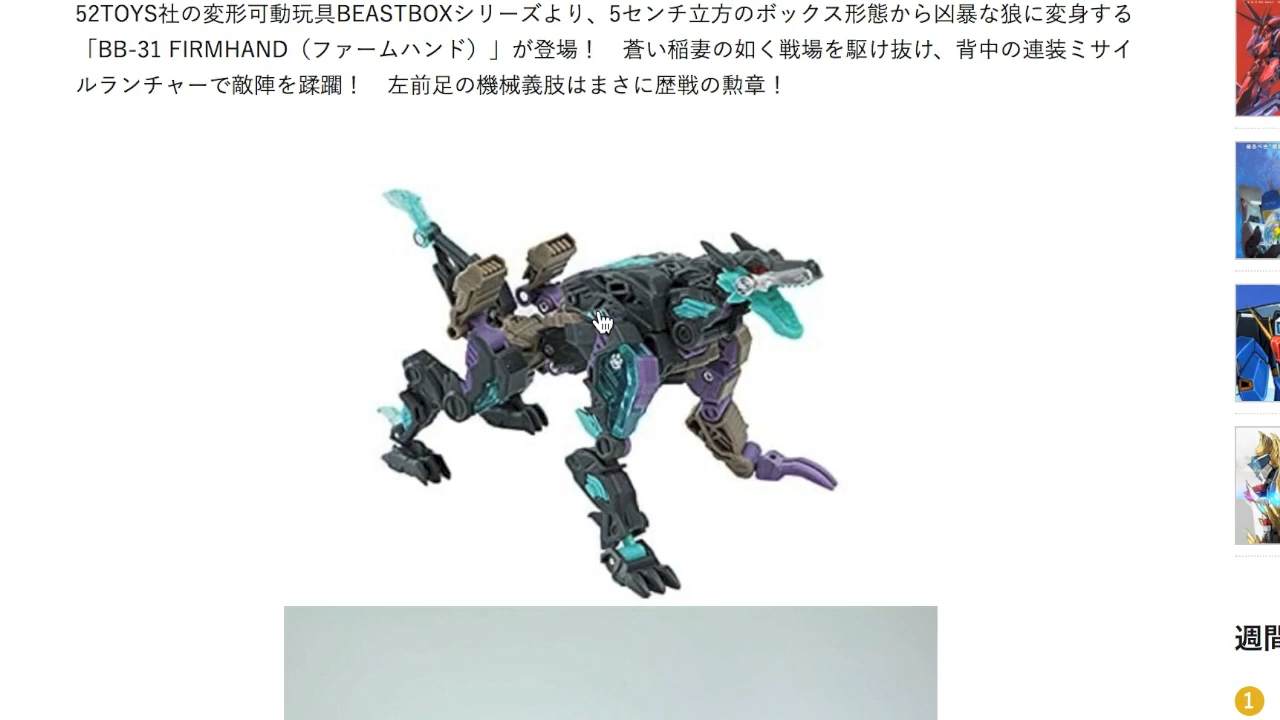 52TOYS社の変形可動玩具BEASTBOXシリーズより、5センチ立方のボックス形態から凶暴な狼に変身する
「BB-31 FIRMHAND（ファームハンド）」が登場！　蒼い稲妻の如く戦場を駆け抜け、背中の連装ミサイ
ルランチャーで敵陣を蹂躙！　左前足の機械義肢はまさに歴戦の勲章！
週間
1